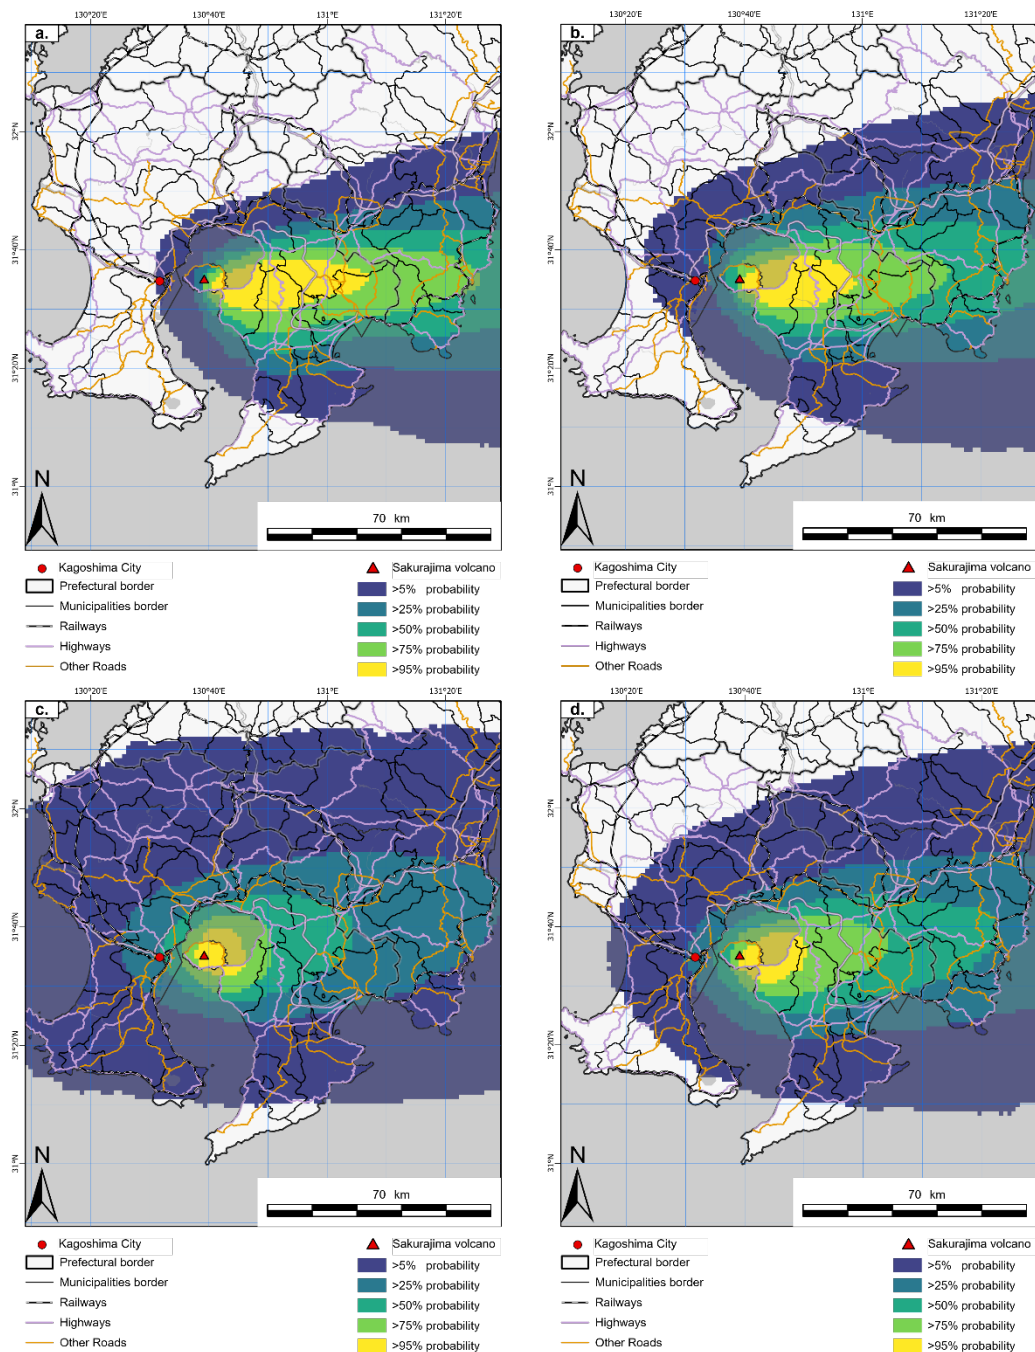 130°20'E 130°40'E 131°E 131°20'E
a.
32°N
31°40'N
31°20'N
31°N
N
70 km
Kagoshima City
Prefectural border
Municipalities border
Railways
Highways
Other Roads
Sakurajima volcano
>5% probability
>25% probability
>50% probability
>75% probability
>95% probability
130°20'E 130°40'E 131°E 131°20'E
b.
32°N
31°40'N
31°20'N
31°N
N
70 km
Kagoshima City
Prefectural border
Municipalities border
Railways
Highways
Other Roads
Sakurajima volcano
>5% probability
>25% probability
>50% probability
>75% probability
>95% probability
130°20'E 130°40'E 131°E 131°20'E
c.
32°N
31°40'N
31°20'N
31°N
N
70 km
Kagoshima City
Prefectural border
Municipalities border
Railways
Highways
Other Roads
Sakurajima volcano
>5% probability
>25% probability
>50% probability
>75% probability
>95% probability
130°20'E 130°40'E 131°E 131°20'E
d.
32°N
31°40'N
31°20'N
31°N
N
70 km
Kagoshima City
Prefectural border
Municipalities border
Railways
Highways
Other Roads
Sakurajima volcano
>5% probability
>25% probability
>50% probability
>75% probability
>95% probability